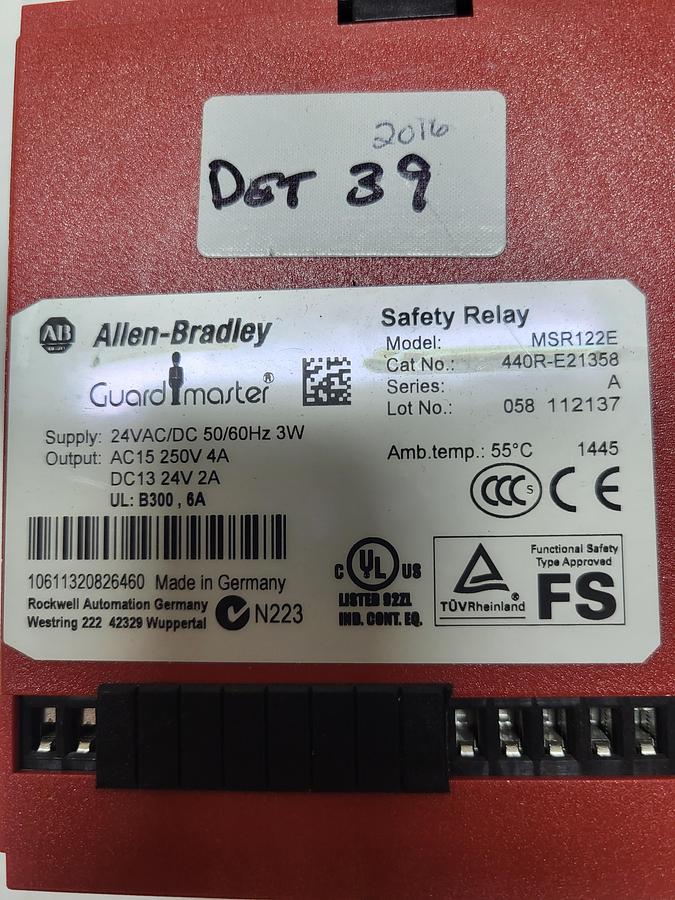 2016
DET 39
AB Allen-Bradley
Guardmaster®
Safety Relay
Model: MSR122E
Cat No.: 440R-E21358
Series: A
Lot No.: 058 112137
Supply: 24VAC/DC 50/60Hz 3W
Output: AC15 250V 4A
DC13 24V 2A
UL: B300 , 6A
Amb.temp.: 55°C 1445
CCC S CE
10611320826460 Made in Germany
Rockwell Automation Germany
Westring 222 42329 Wuppertal
N223
C UL US
LISTED 92ZL
IND. CONT. EQ.
TÜVRheinland®
Functional Safety
Type Approved
FS